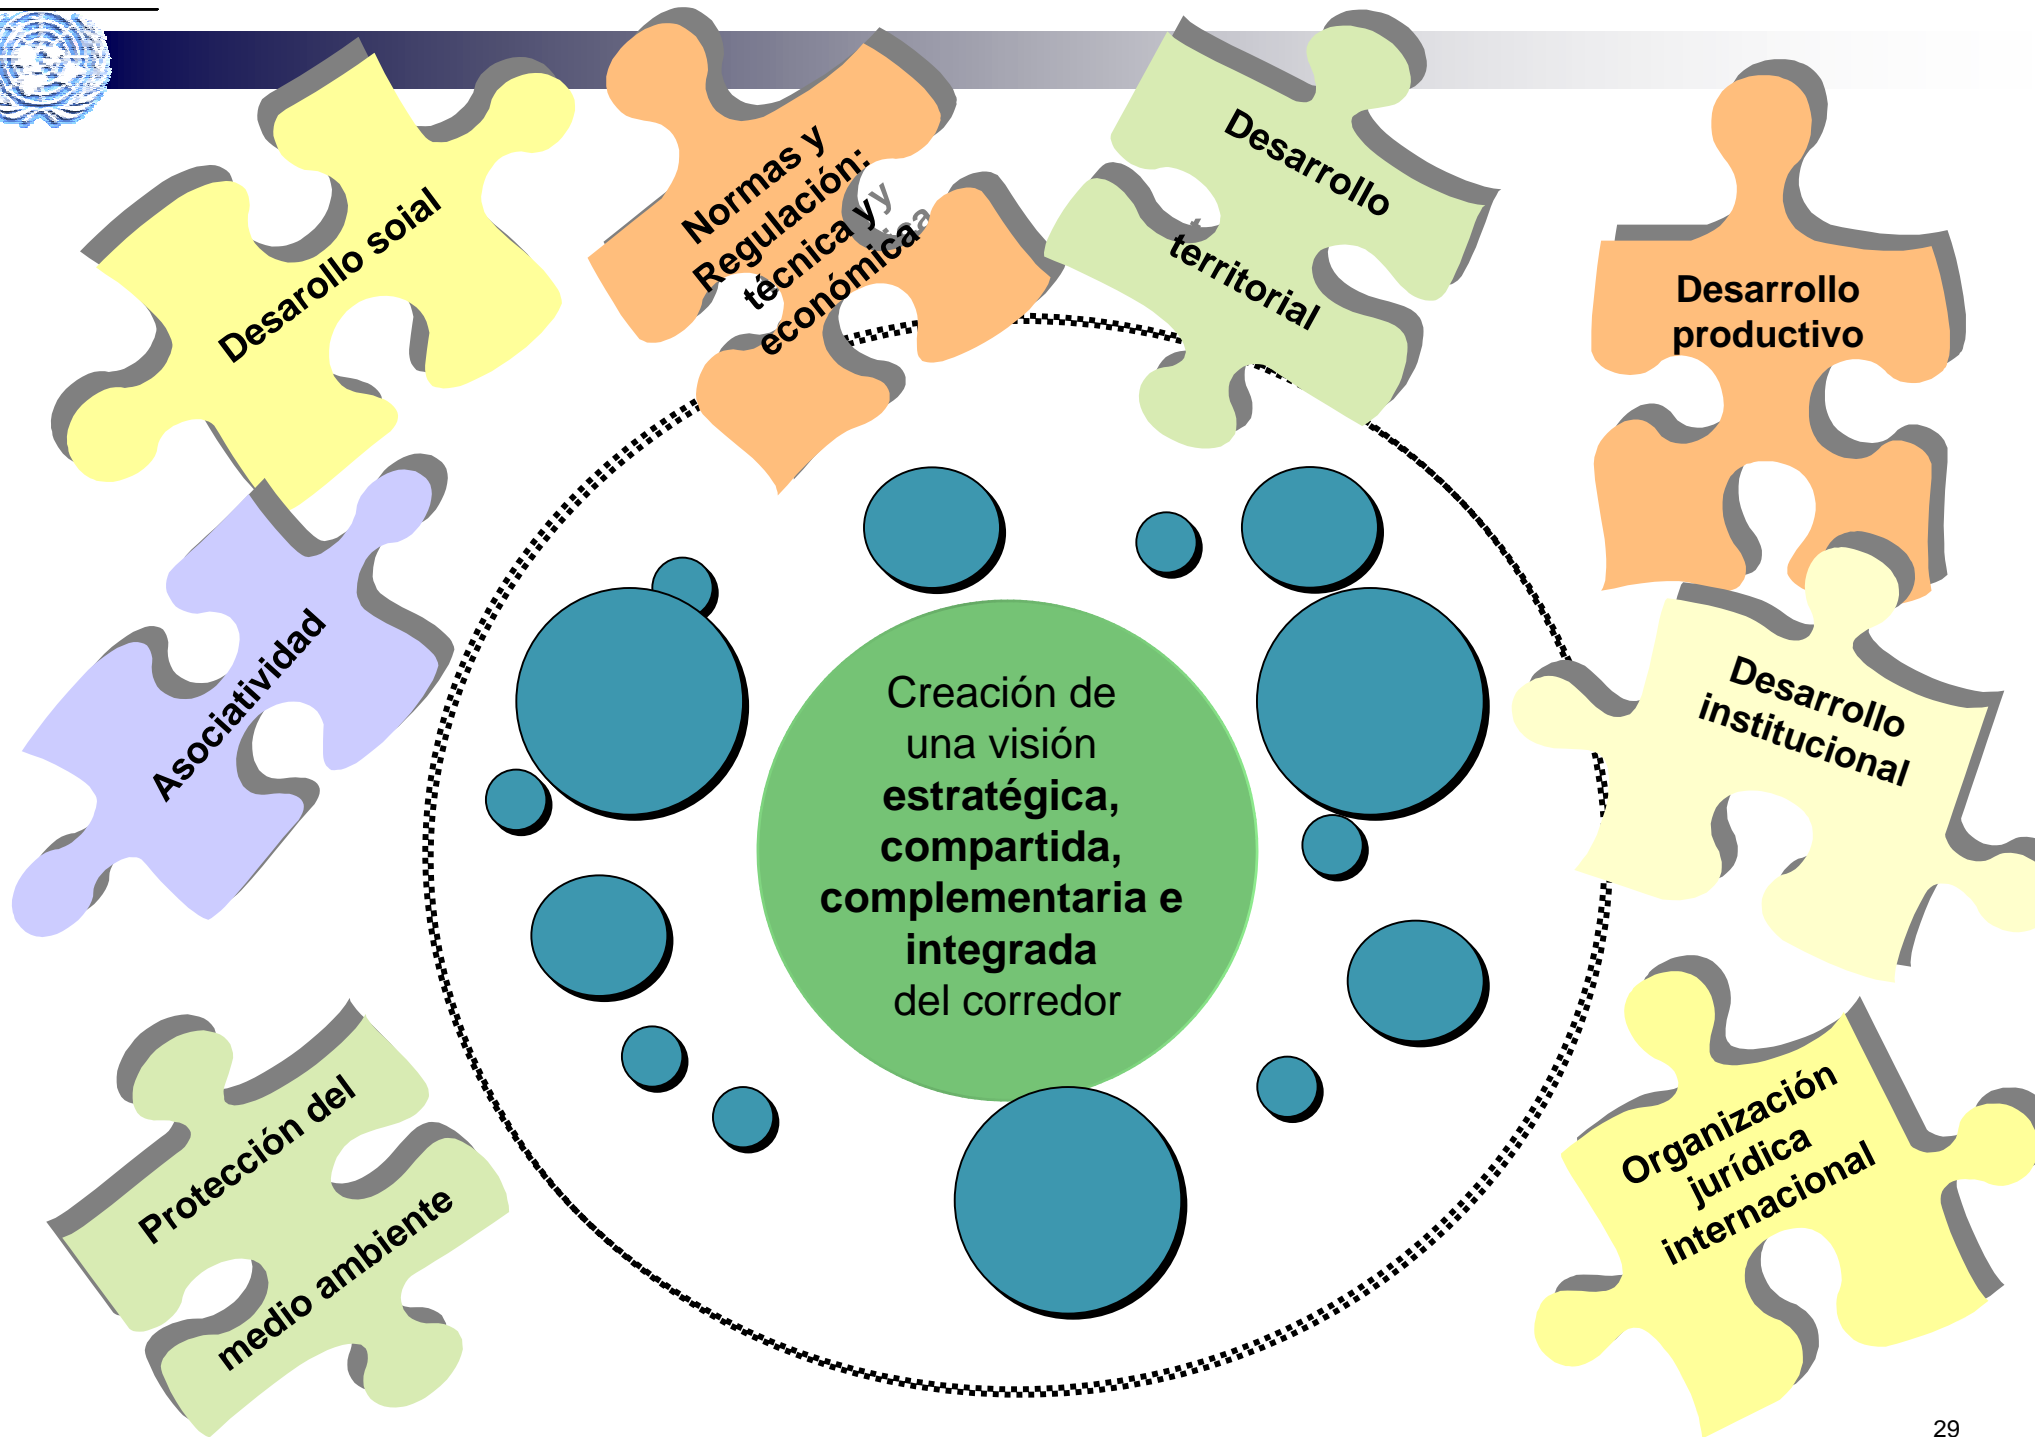 Desarollo soial
Normas y
Regulación:
técnica y
económica
Desarrollo
territorial
Desarrollo
productivo
Asociatividad
Creación de
una visión
estratégica,
compartida,
complementaria e
integrada
del corredor
Desarrollo
institucional
Protección del
medio ambiente
Organización
jurídica
internacional
29